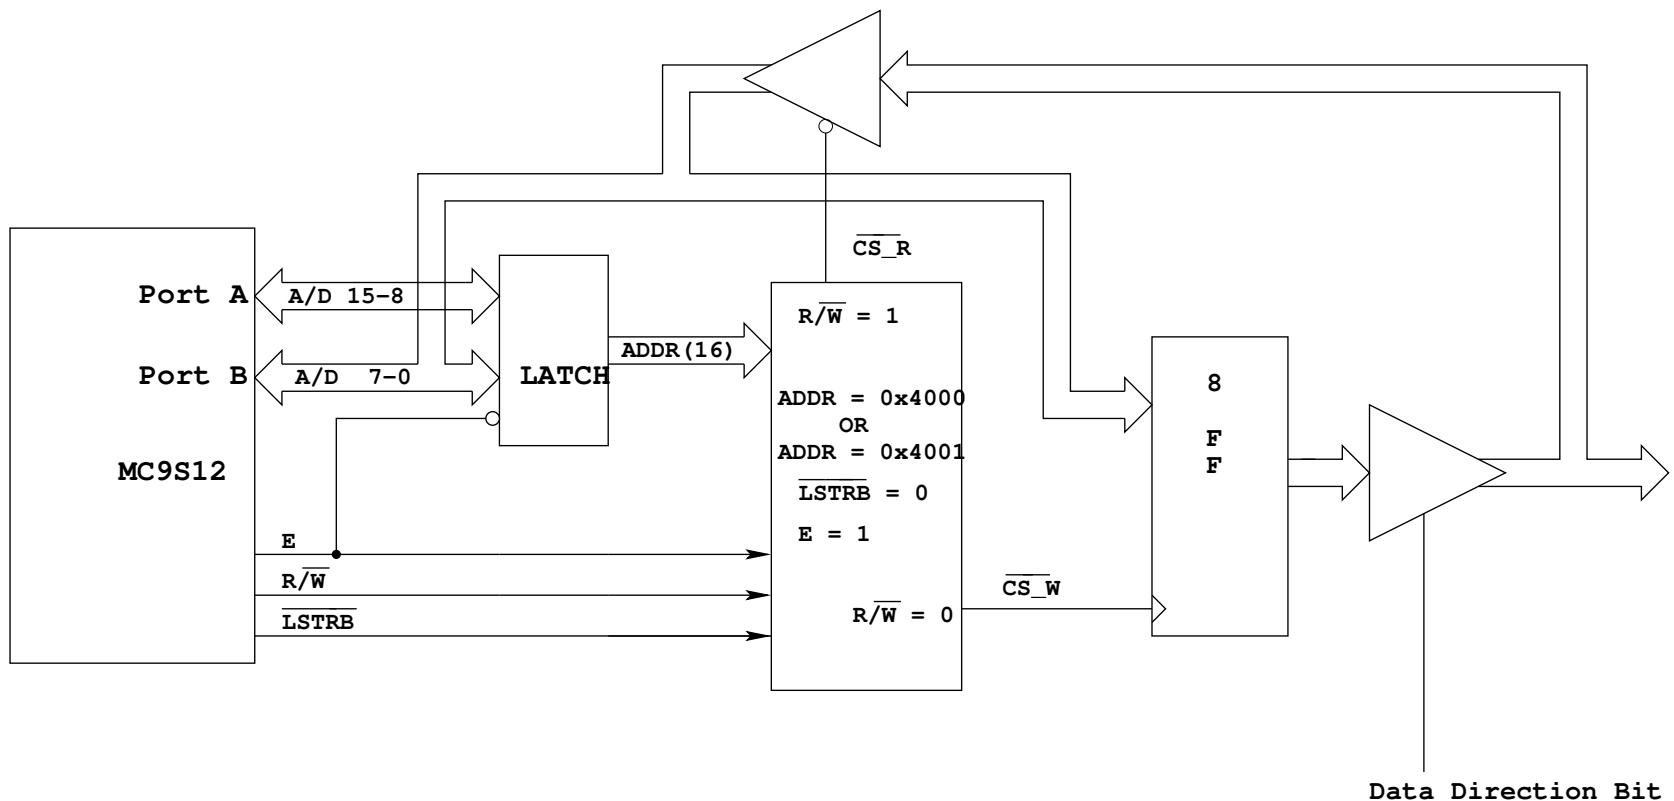 CS_R
Port A
A/D 15-8
R/W = 1
ADDR(16)
Port B
A/D 7-0
LATCH
8
ADDR = 0x4000
OR
ADDR = 0x4001
F
F
MC9S12
LSTRB = 0
E = 1
E
R/W
CS_W
R/W = 0
LSTRB
Data Direction Bit